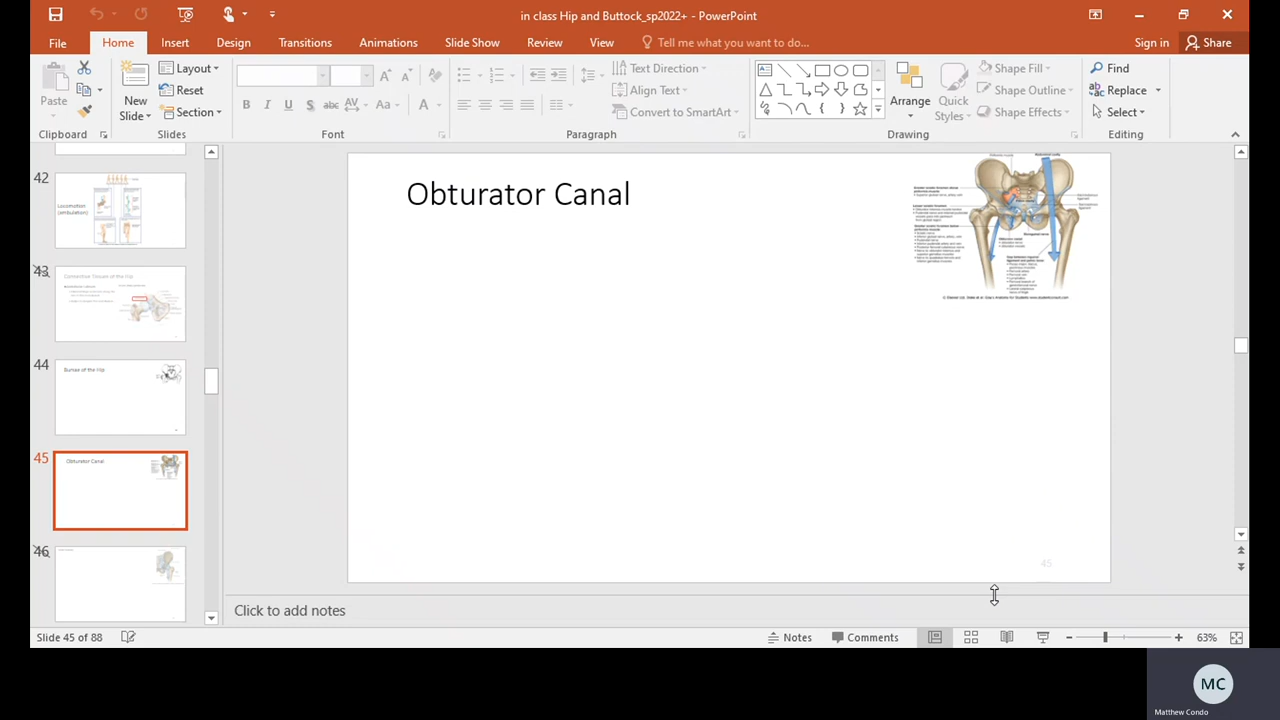 in class Hip and Buttock_sp2022+ - PowerPoint
File
Home
Insert
Design
Transitions
Animations
Slide Show
Review
View
Tell me what you want to do...
Sign in
Share
Paste
Clipboard
New
Slide
Layout
Reset
Section
Slides
B I U S abc AV Aa A
Font
Text Direction
Align Text
Convert to SmartArt
Paragraph
Arrange
Quick
Styles
Shape Fill
Shape Outline
Shape Effects
Drawing
Find
Replace
Select
Editing
42
Locomotion
(ambulation)
43
44
Bursae of the Hip
45
Obturator Canal
46
Obturator Canal
45
Click to add notes
Slide 45 of 88
Notes
Comments
63%
MC
Matthew Condo